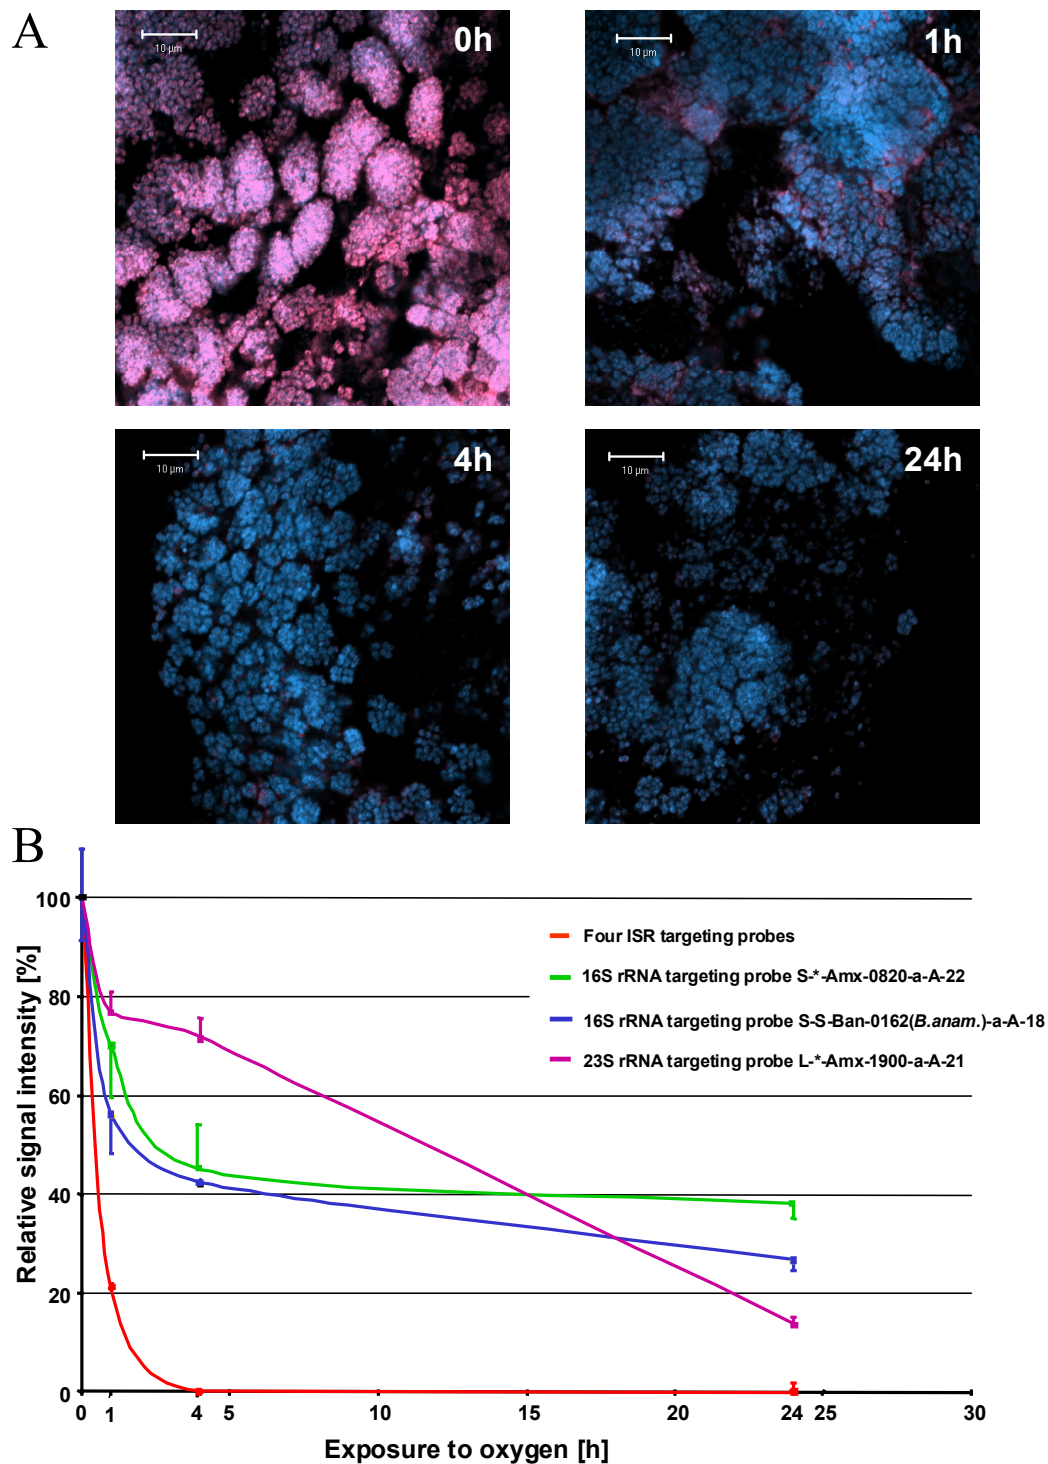 A
10 µm
0h
10 µm
1h
10 µm
4h
10 µm
24h
B
Relative signal intensity [%]
100
80
60
40
20
0
Four ISR targeting probes
16S rRNA targeting probe S-*-Amx-0820-a-A-22
16S rRNA targeting probe S-S-Ban-0162(B.anam.)-a-A-18
23S rRNA targeting probe L-*-Amx-1900-a-A-21
0 1 4 5 10 15 20 24 25 30
Exposure to oxygen [h]